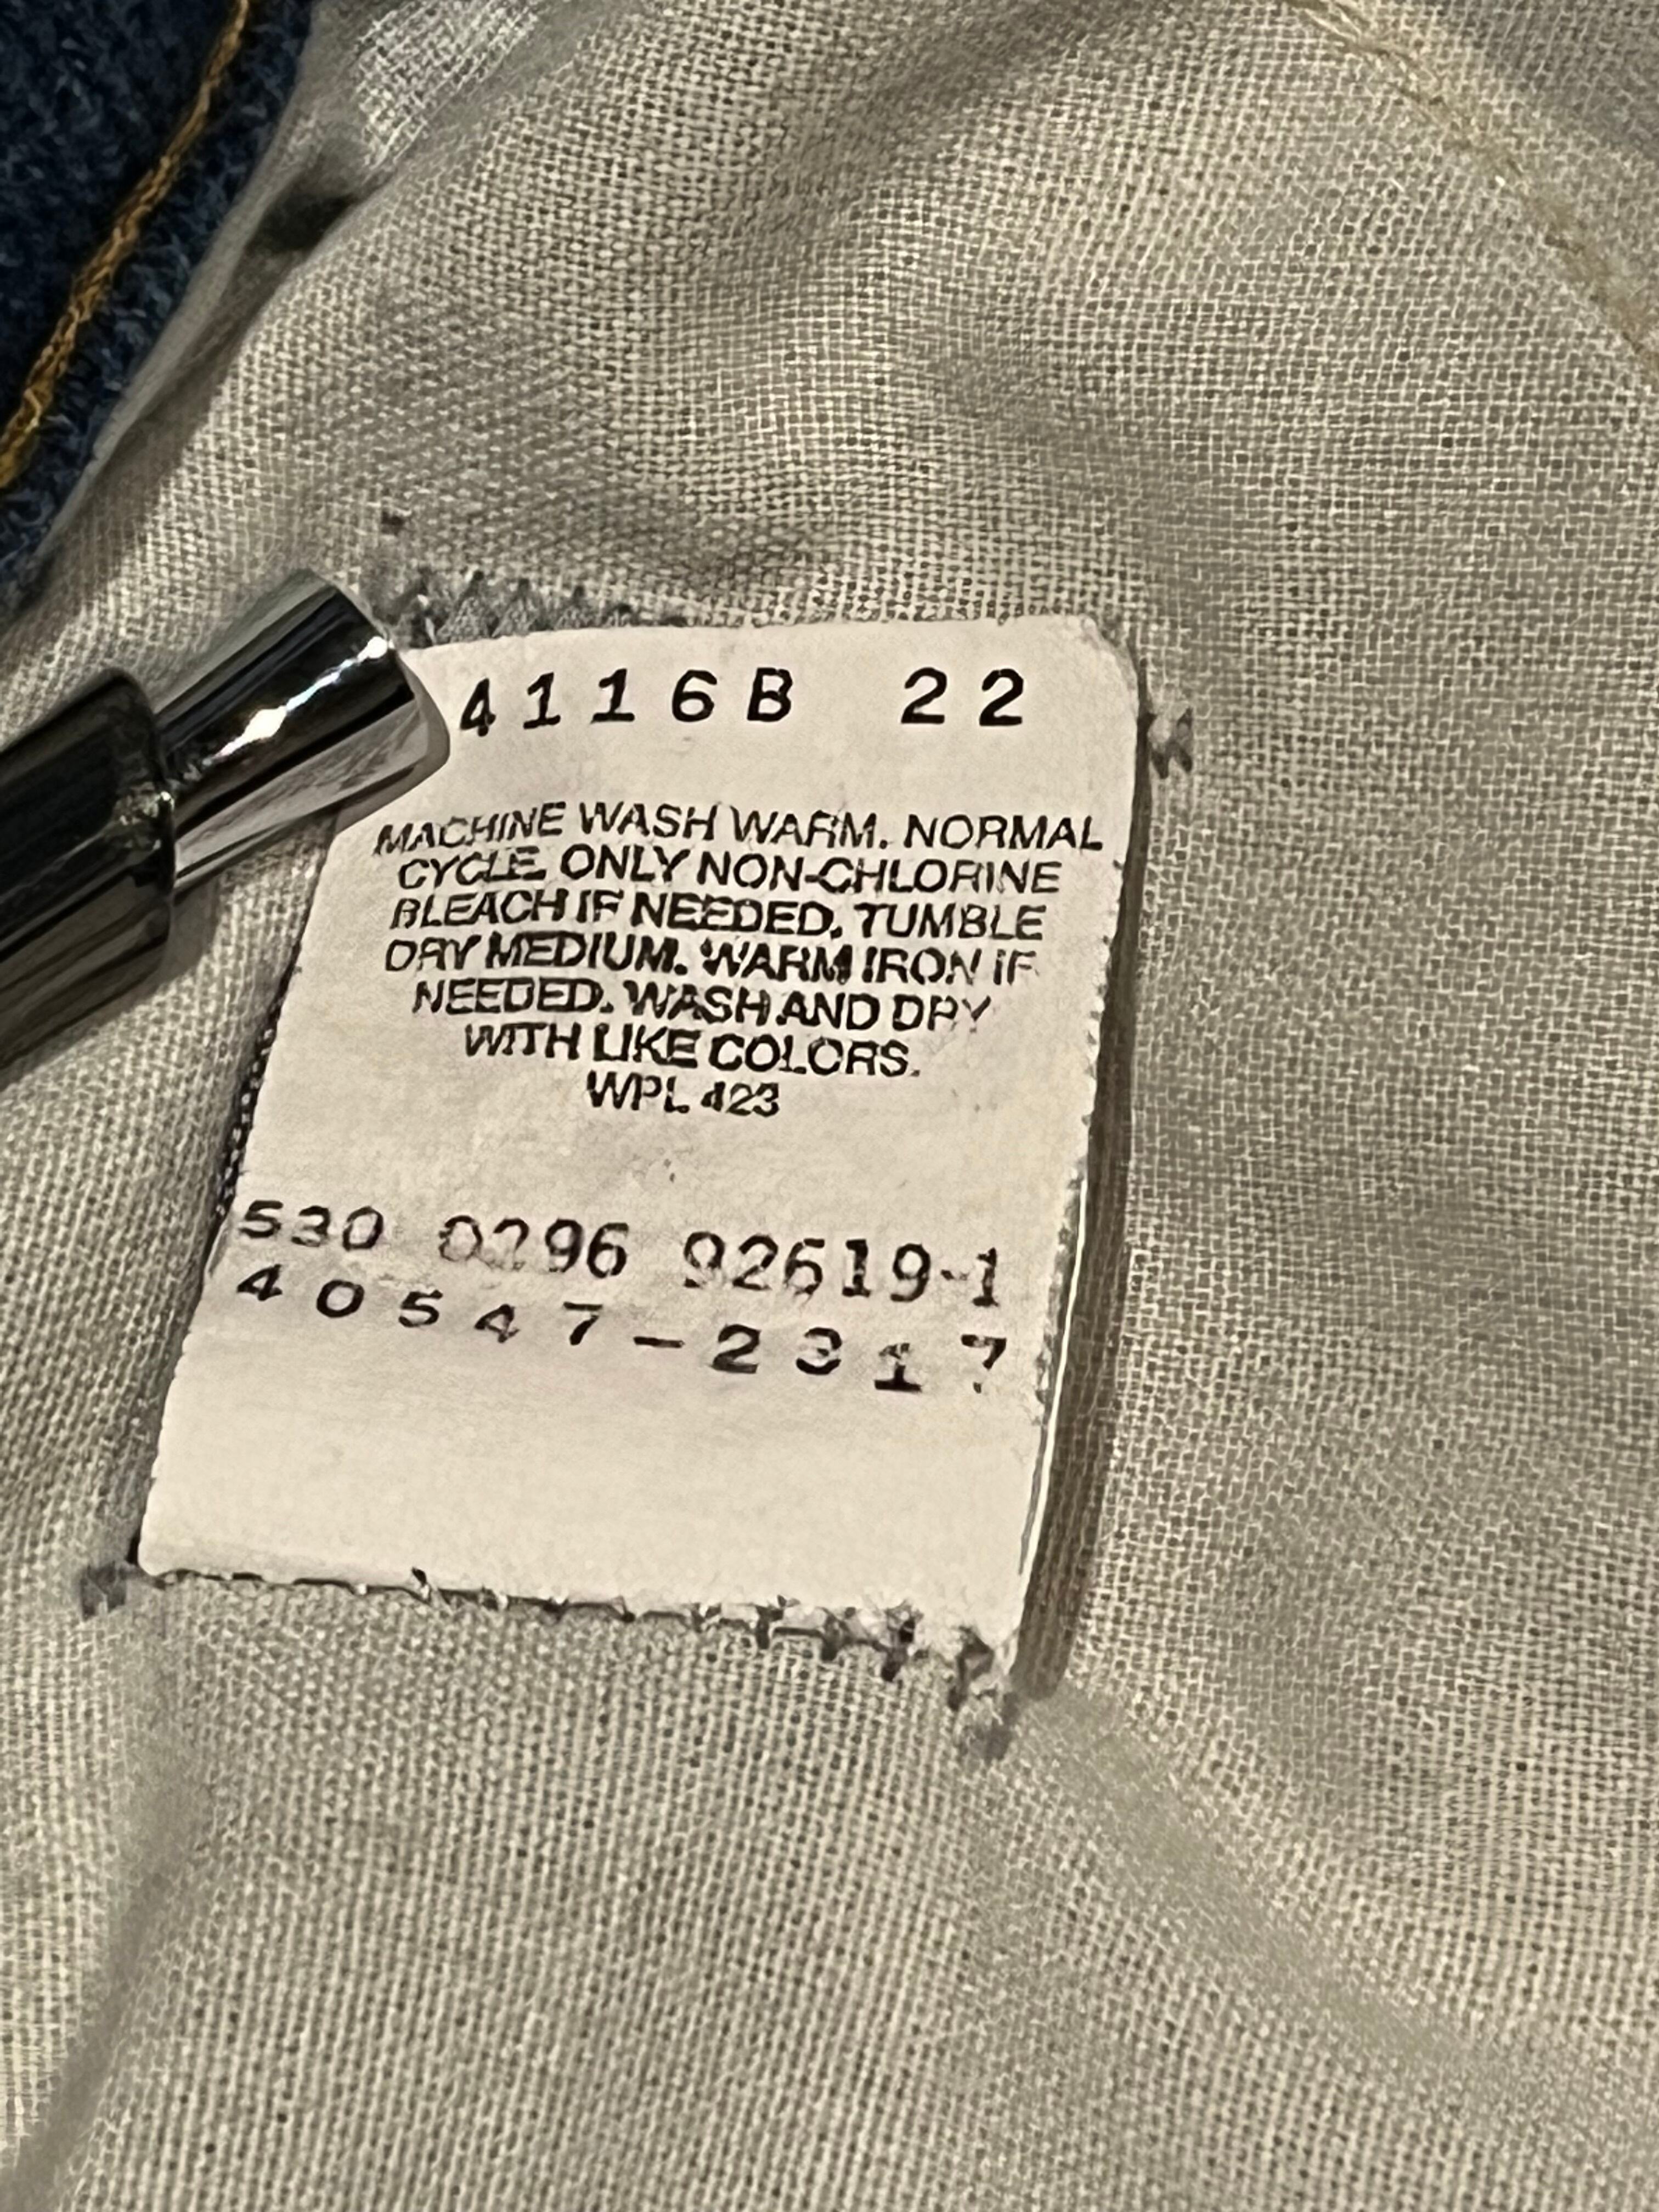 4116B 22
MACHINE WASH WARM. NORMAL
CYCLE. ONLY NON-CHLORINE
BLEACH IF NEEDED. TUMBLE
DRY MEDIUM. WARM IRON IF
NEEDED. WASH AND DRY
WITH LIKE COLORS.
WPL 423
530 0296 92619-1
40547-2317